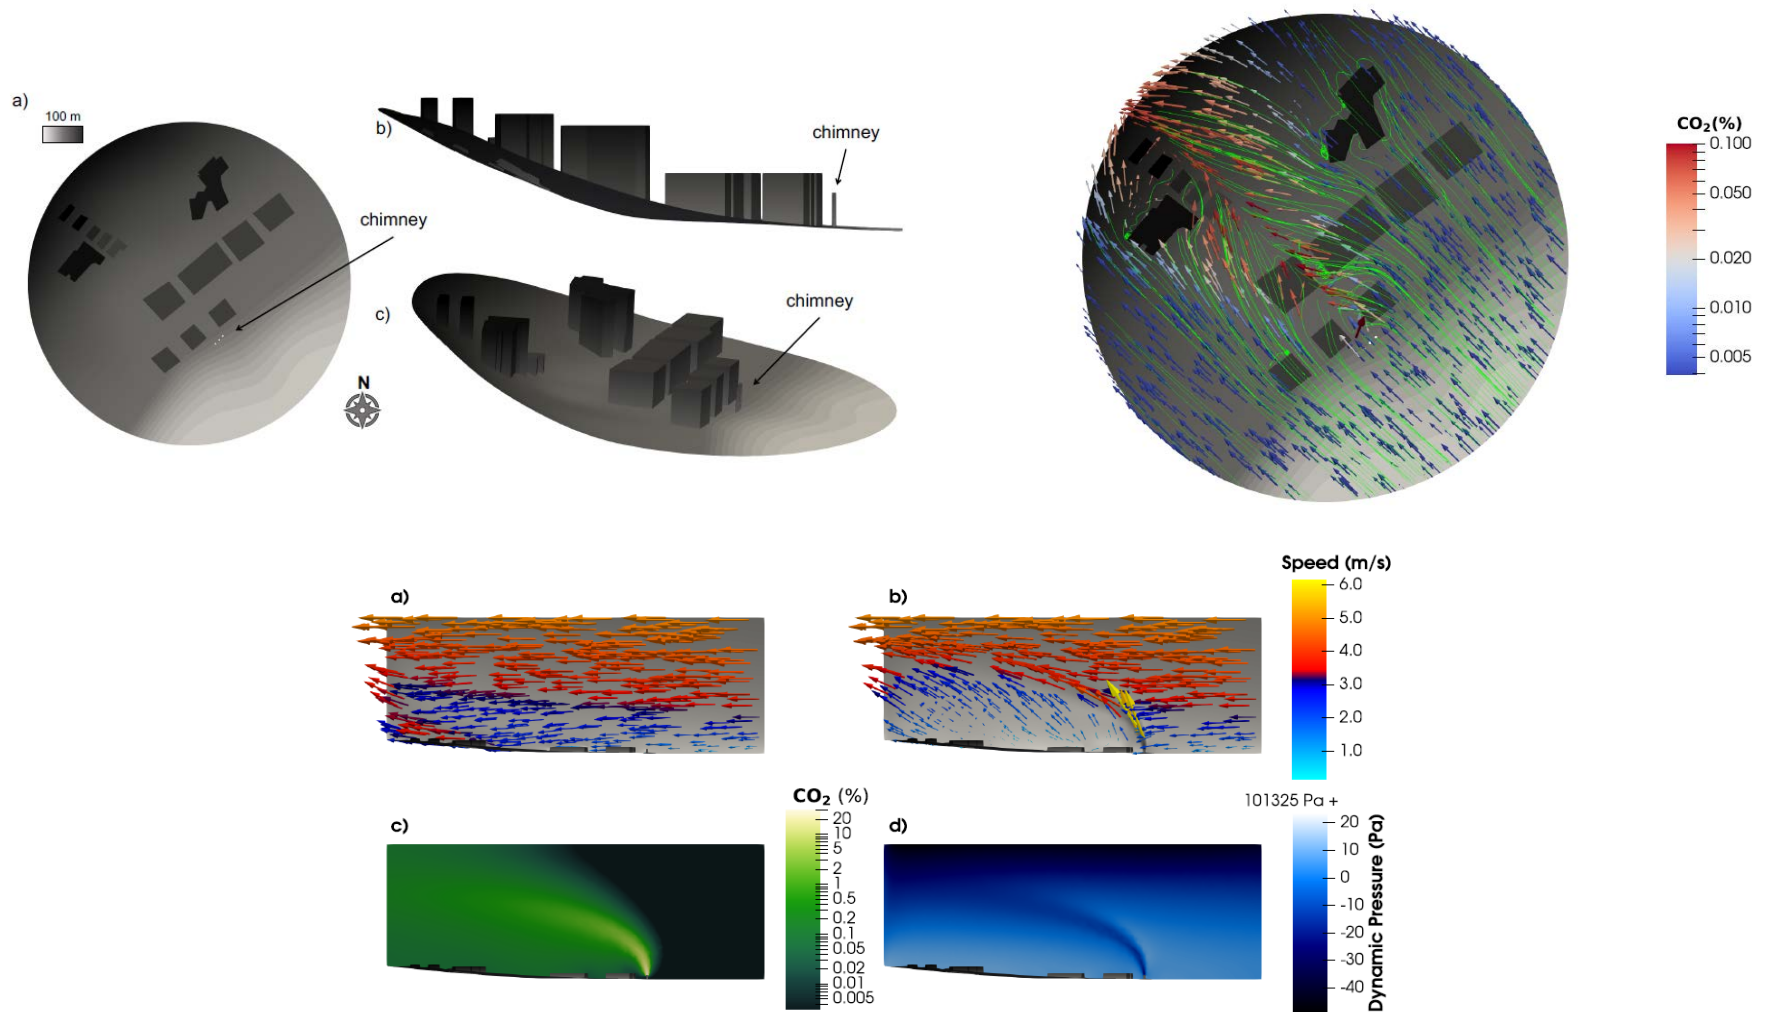 a)
100 m
chimney
N
b)
chimney
c)
chimney
CO2(%)
0.100
0.050
0.020
0.010
0.005
a)
b)
Speed (m/s)
6.0
5.0
4.0
3.0
2.0
1.0
c)
CO2 (%)
20
10
5
2
1
0.5
0.2
0.1
0.05
0.02
0.01
0.005
d)
101325 Pa +
20
10
0
-10
-20
-30
-40
Dynamic Pressure (Pa)